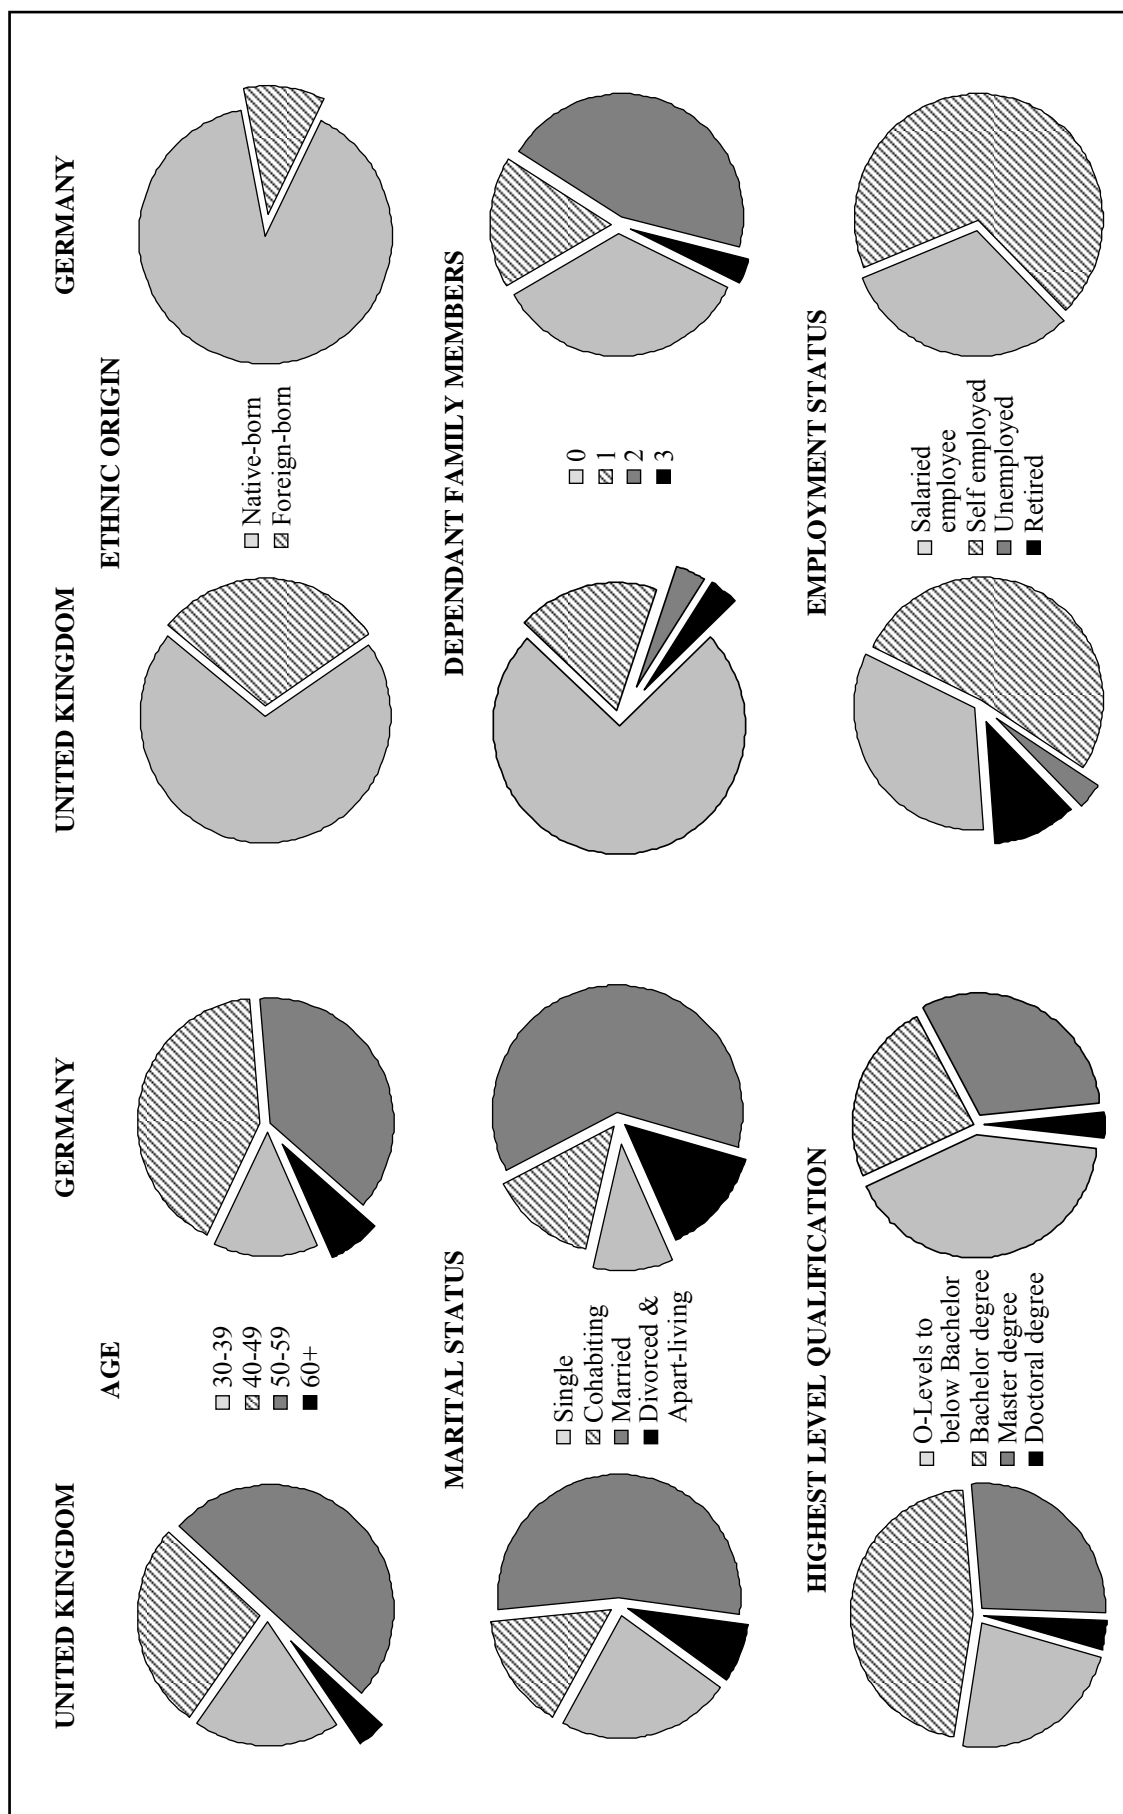 UNITED KINGDOM
GERMANY
UNITED KINGDOM
GERMANY
AGE
ETHNIC ORIGIN
30-39
40-49
50-59
60+
Native-born
Foreign-born
MARITAL STATUS
DEPENDANT FAMILY MEMBERS
Single
Cohabiting
Married
Divorced &
Apart-living
0
1
2
3
HIGHEST LEVEL QUALIFICATION
EMPLOYMENT STATUS
O-Levels to
below Bachelor
Bachelor degree
Master degree
Doctoral degree
Salaried
employee
Self employed
Unemployed
Retired